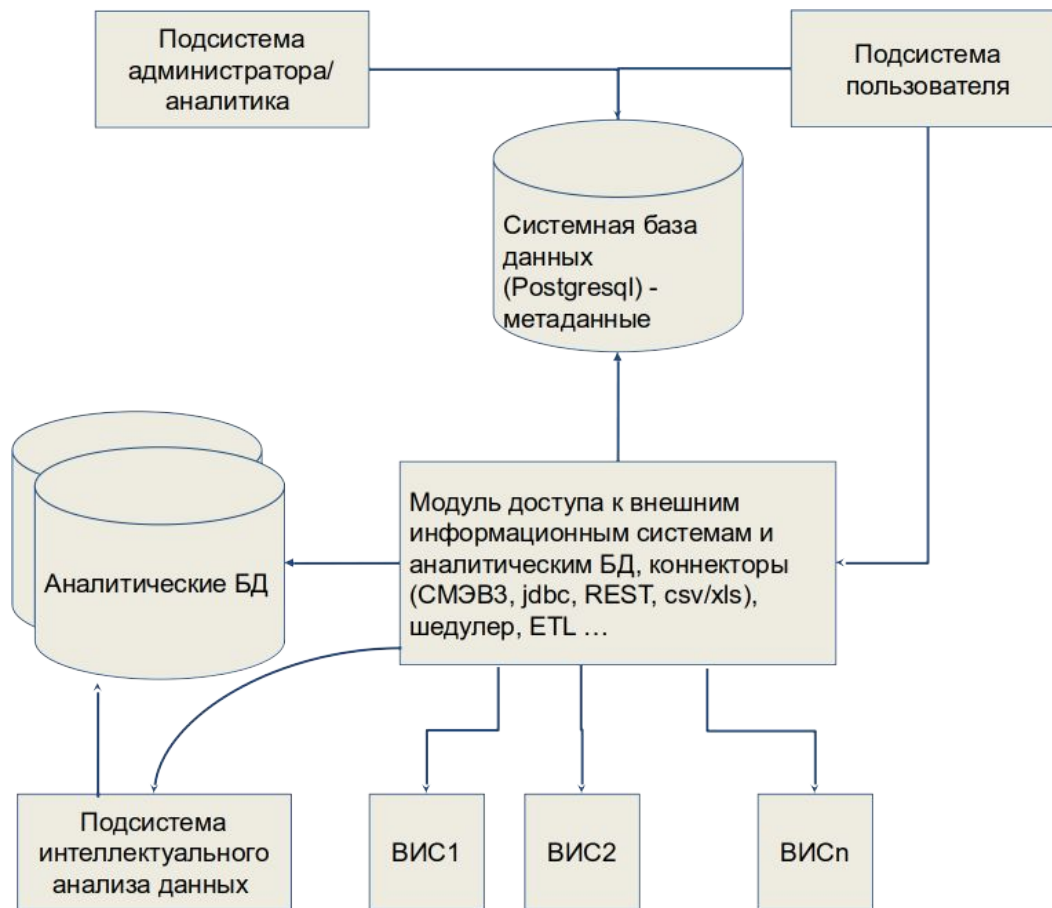 Подсистема
администратора/
аналитика
Подсистема
пользователя
Системная база
данных
(Postgresql) -
метаданные
Модуль доступа к внешним
информационным системам и
аналитическим БД, коннекторы
(СМЭВ3, jdbc, REST, csv/xls),
шедулер, ETL ...
Аналитические БД
Подсистема
интеллектуального
анализа данных
ВИС1
ВИС2
ВИСn